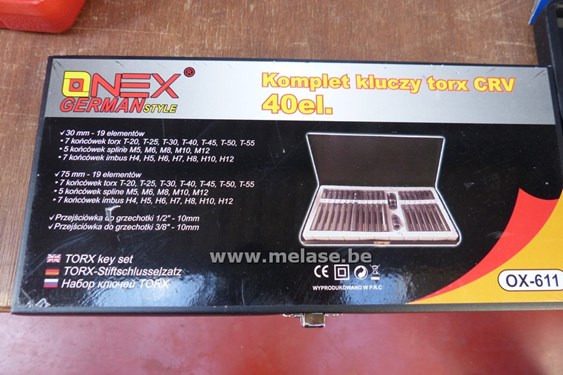 ONEX®
GERMAN STYLE
Komplet kluczy torx CRV
40el.
✓ 30 mm - 19 elementów
• 7 końcówek torx T-20, T-25, T-30, T-40, T-45, T-50, T-55
• 5 końcówek spline M5, M6, M8, M10, M12
• 7 końcówek imbus H4, H5, H6, H7, H8, H10, H12
✓ 75 mm - 19 elementów
• 7 końcówek torx T-20, T-25, T-30, T-40, T-45, T-50, T-55
• 5 końcówek spline M5, M6, M8, M10, M12
• 7 końcówek imbus H4, H5, H6, H7, H8, H10, H12
✓ Przejściówka do grzechotki 1/2" - 10mm
✓ Przejściówka do grzechotki 3/8" - 10mm
TORX key set
TORX-Stiftschlusselzatz
Набор ключей TORX
www.melase.be
CE
WYPRODUKOWANO W P.R.C
OX-611